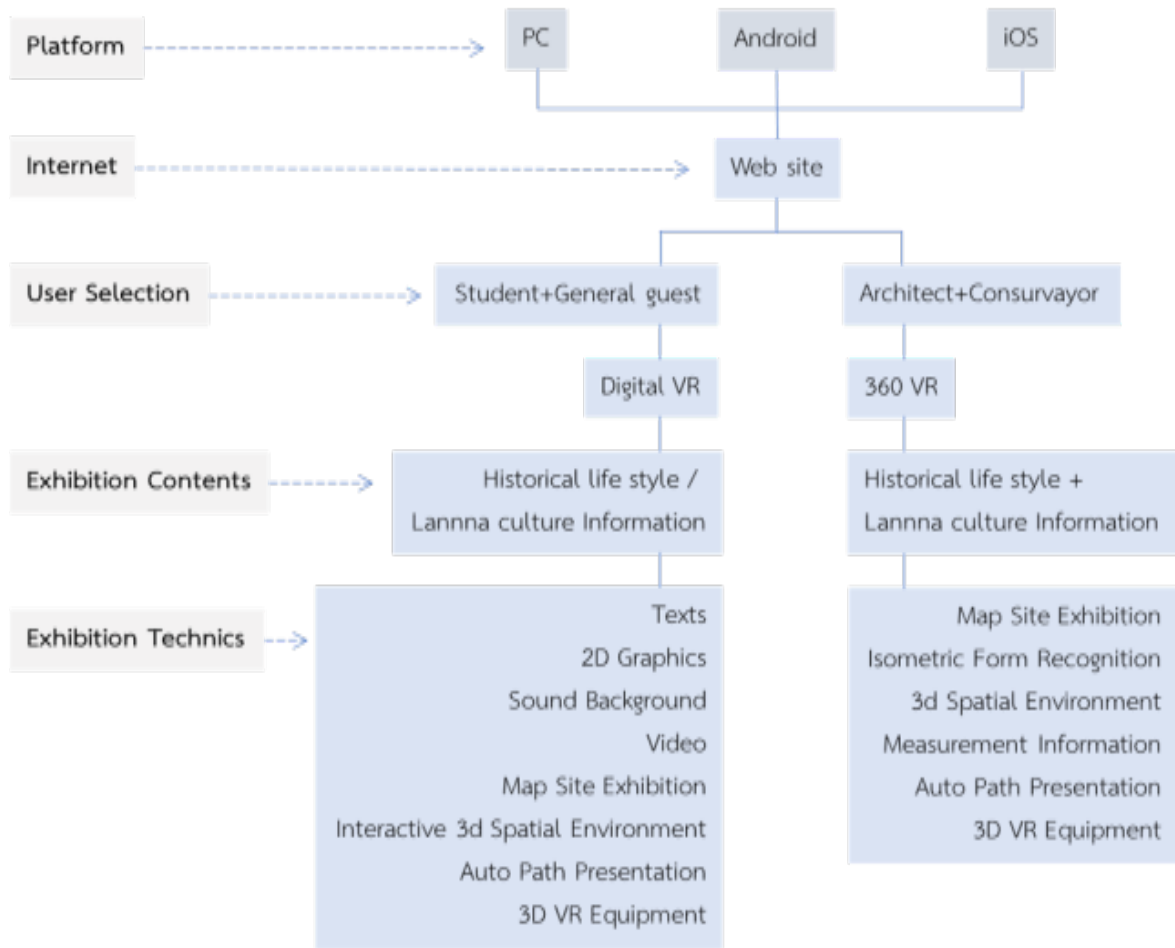 Platform
PC
Android
iOS
Internet
Web site
User Selection
Student+General guest
Architect+Consurvayor
Digital VR
360 VR
Exhibition Contents
Historical life style /
Lannna culture Information
Historical life style +
Lannna culture Information
Exhibition Technics
Texts
2D Graphics
Sound Background
Video
Map Site Exhibition
Interactive 3d Spatial Environment
Auto Path Presentation
3D VR Equipment
Map Site Exhibition
Isometric Form Recognition
3d Spatial Environment
Measurement Information
Auto Path Presentation
3D VR Equipment